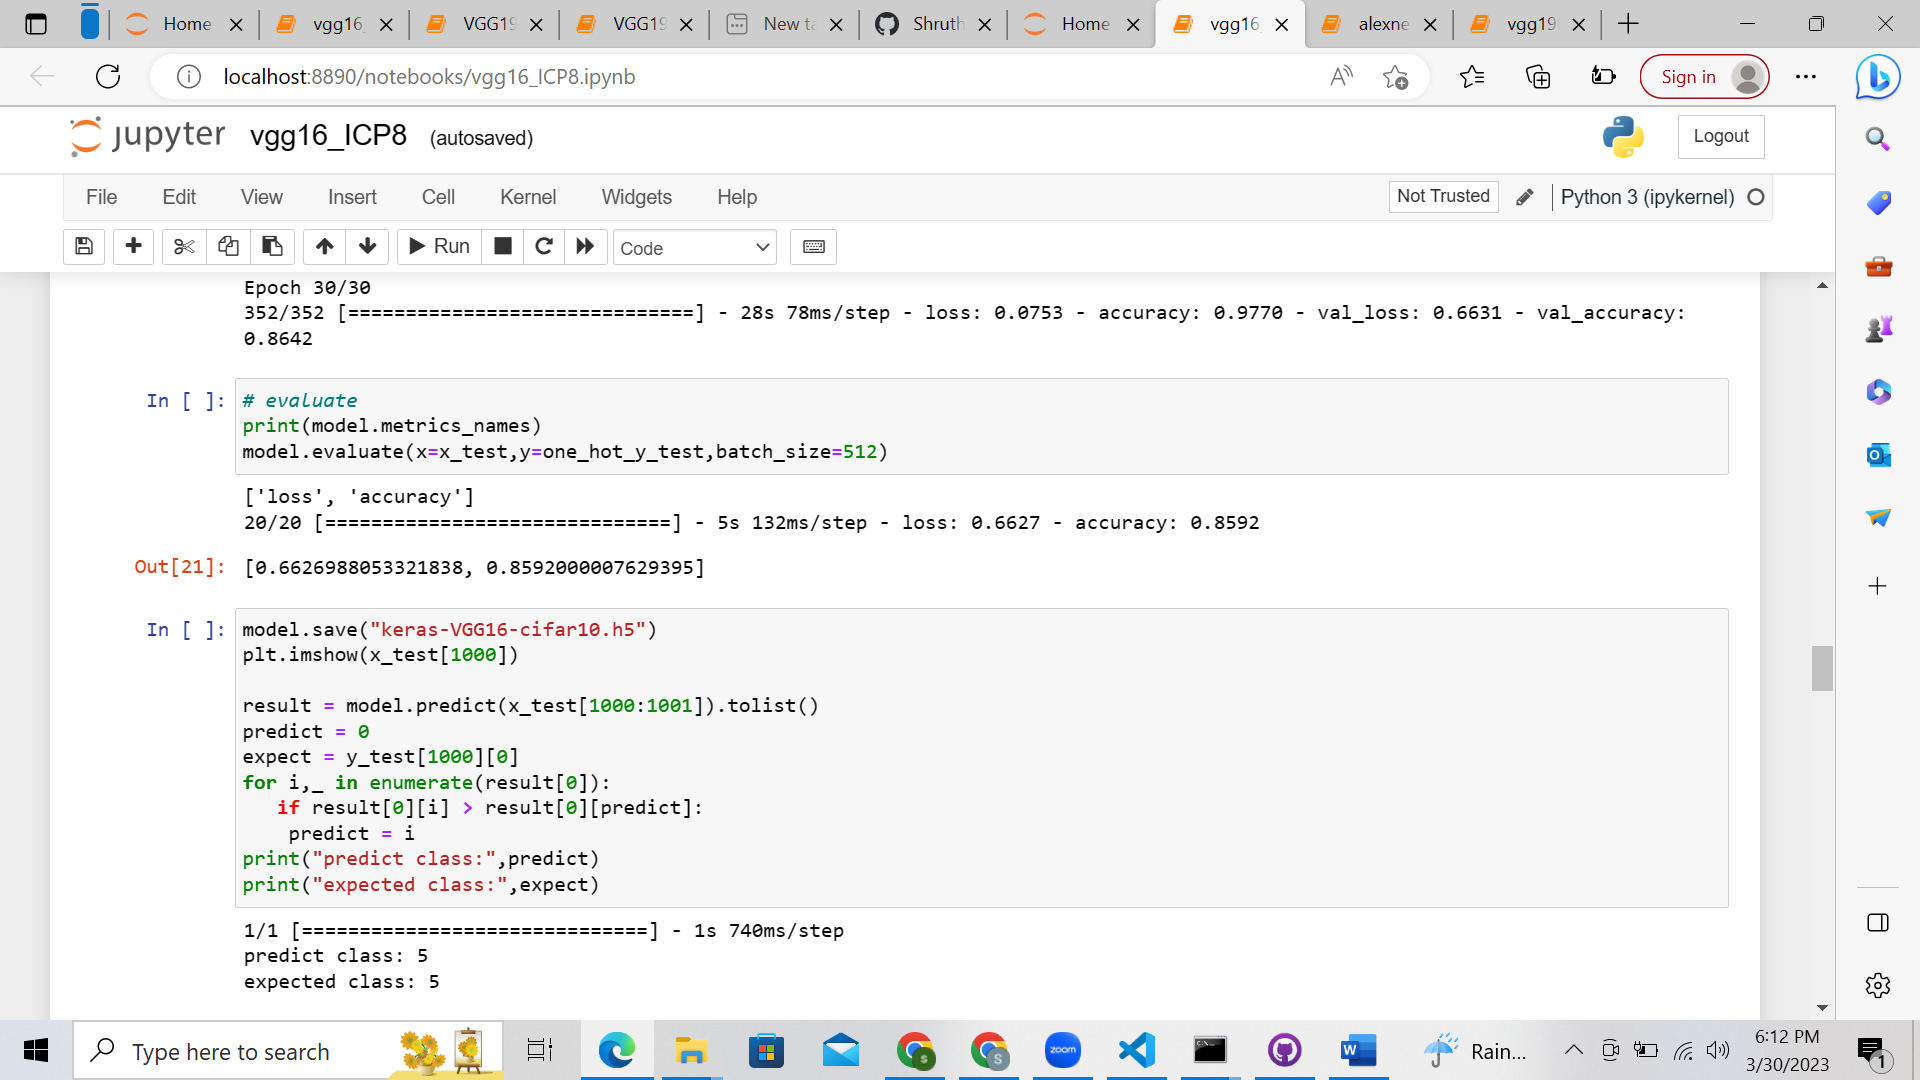 Home
vgg16_
VGG19
VGG19
New ta
Shruth
Home
vgg16_
alexne
vgg19
localhost:8890/notebooks/vgg16_ICP8.ipynb
Sign in
jupyter vgg16_ICP8 (autosaved)
Logout
File Edit View Insert Cell Kernel Widgets Help
Not Trusted
Python 3 (ipykernel)
Run
Code
Epoch 30/30
352/352 [==============================] - 28s 78ms/step - loss: 0.0753 - accuracy: 0.9770 - val_loss: 0.6631 - val_accuracy:
0.8642
In [ ]:
# evaluate
print(model.metrics_names)
model.evaluate(x=x_test,y=one_hot_y_test,batch_size=512)
['loss', 'accuracy']
20/20 [==============================] - 5s 132ms/step - loss: 0.6627 - accuracy: 0.8592
Out[21]: [0.6626988053321838, 0.8592000007629395]
In [ ]:
model.save("keras-VGG16-cifar10.h5")
plt.imshow(x_test[1000])
result = model.predict(x_test[1000:1001]).tolist()
predict = 0
expect = y_test[1000][0]
for i,_ in enumerate(result[0]):
   if result[0][i] > result[0][predict]:
    predict = i
print("predict class:",predict)
print("expected class:",expect)
1/1 [==============================] - 1s 740ms/step
predict class: 5
expected class: 5
Type here to search
zoom
Rain...
6:12 PM
3/30/2023
1